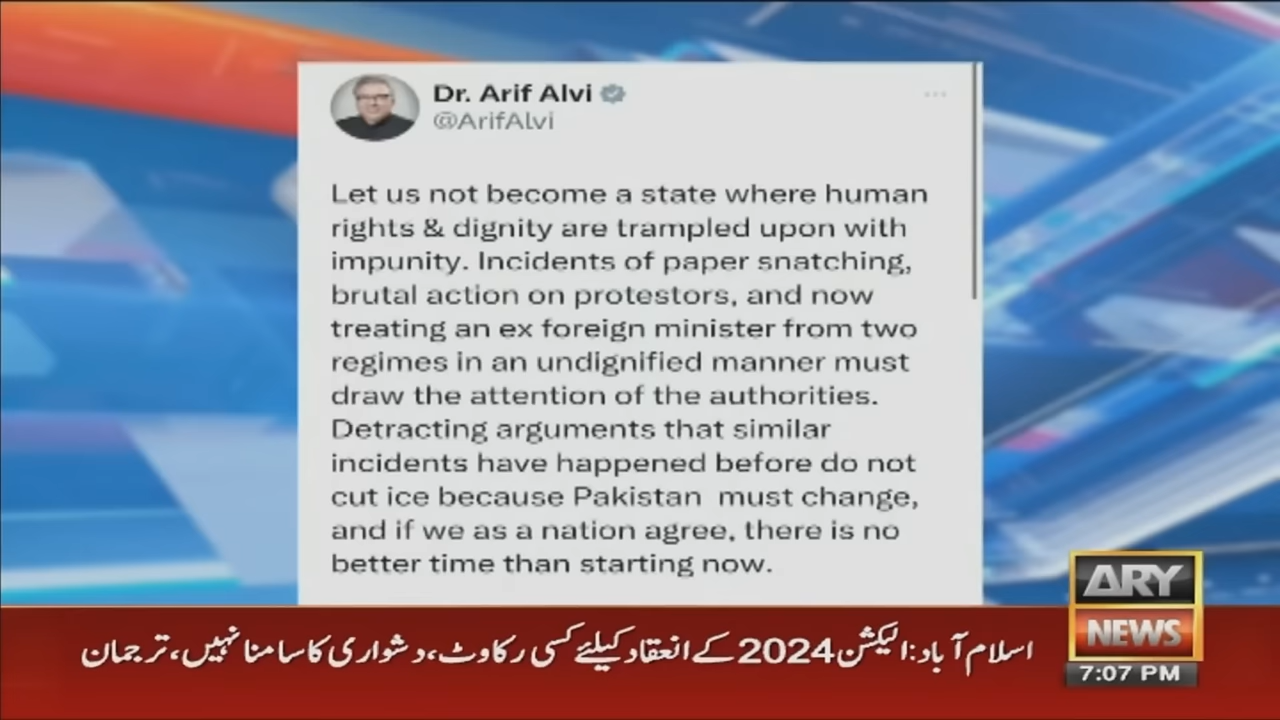 Dr. Arif Alvi
@ArifAlvi
Let us not become a state where human
rights & dignity are trampled upon with
impunity. Incidents of paper snatching,
brutal action on protestors, and now
treating an ex foreign minister from two
regimes in an undignified manner must
draw the attention of the authorities.
Detracting arguments that similar
incidents have happened before do not
cut ice because Pakistan must change,
and if we as a nation agree, there is no
better time than starting now.
اسلام آباد:الیکشن 2024 کے انعقاد کیلئے کسی رکاوٹ، دشواری کا سامنا نہیں، ترجمان
ARY
NEWS
7:07 PM